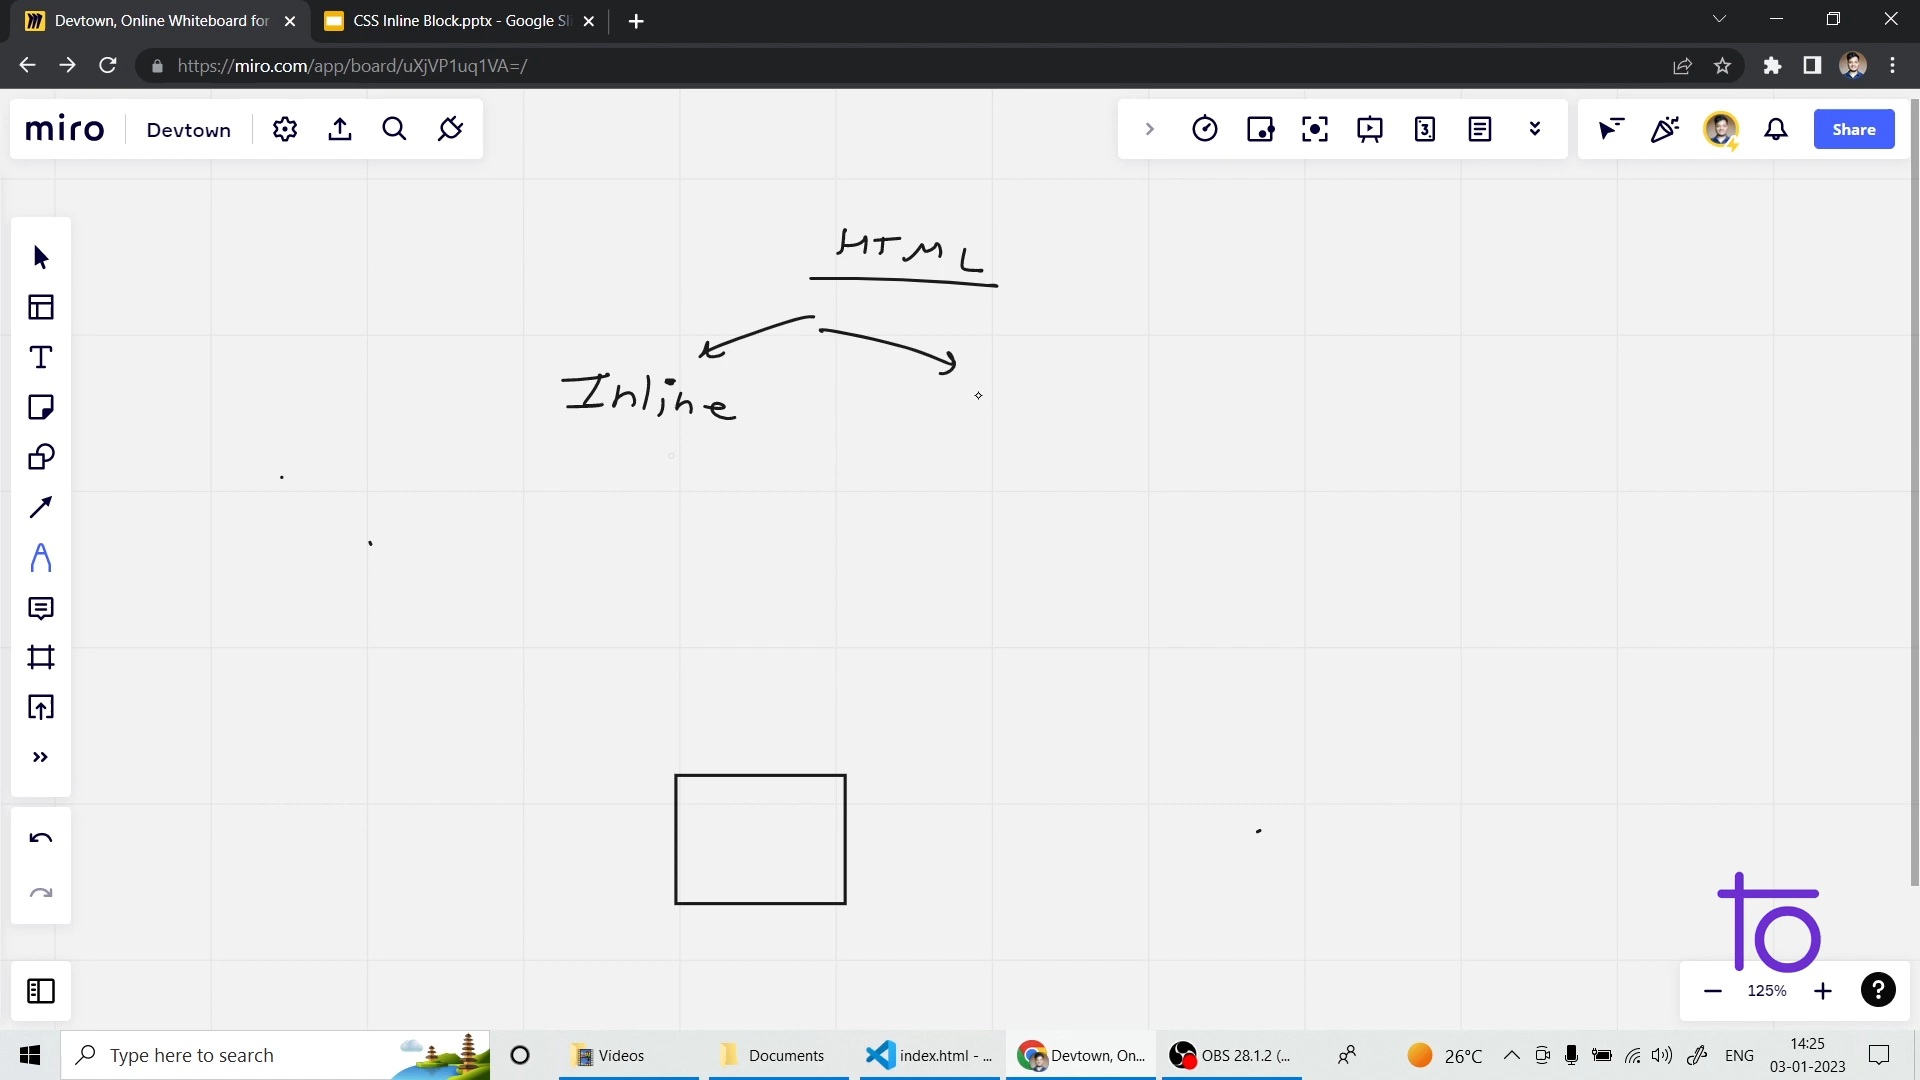 Devtown, Online Whiteboard for
CSS Inline Block.pptx - Google Sli
https://miro.com/app/board/uXjVP1uq1VA=/
miro
Devtown
Share
HTML
Inline
125%
Type here to search
Videos
Documents
index.html - ...
Devtown, On...
OBS 28.1.2 (...
26°C
ENG
14:25
03-01-2023